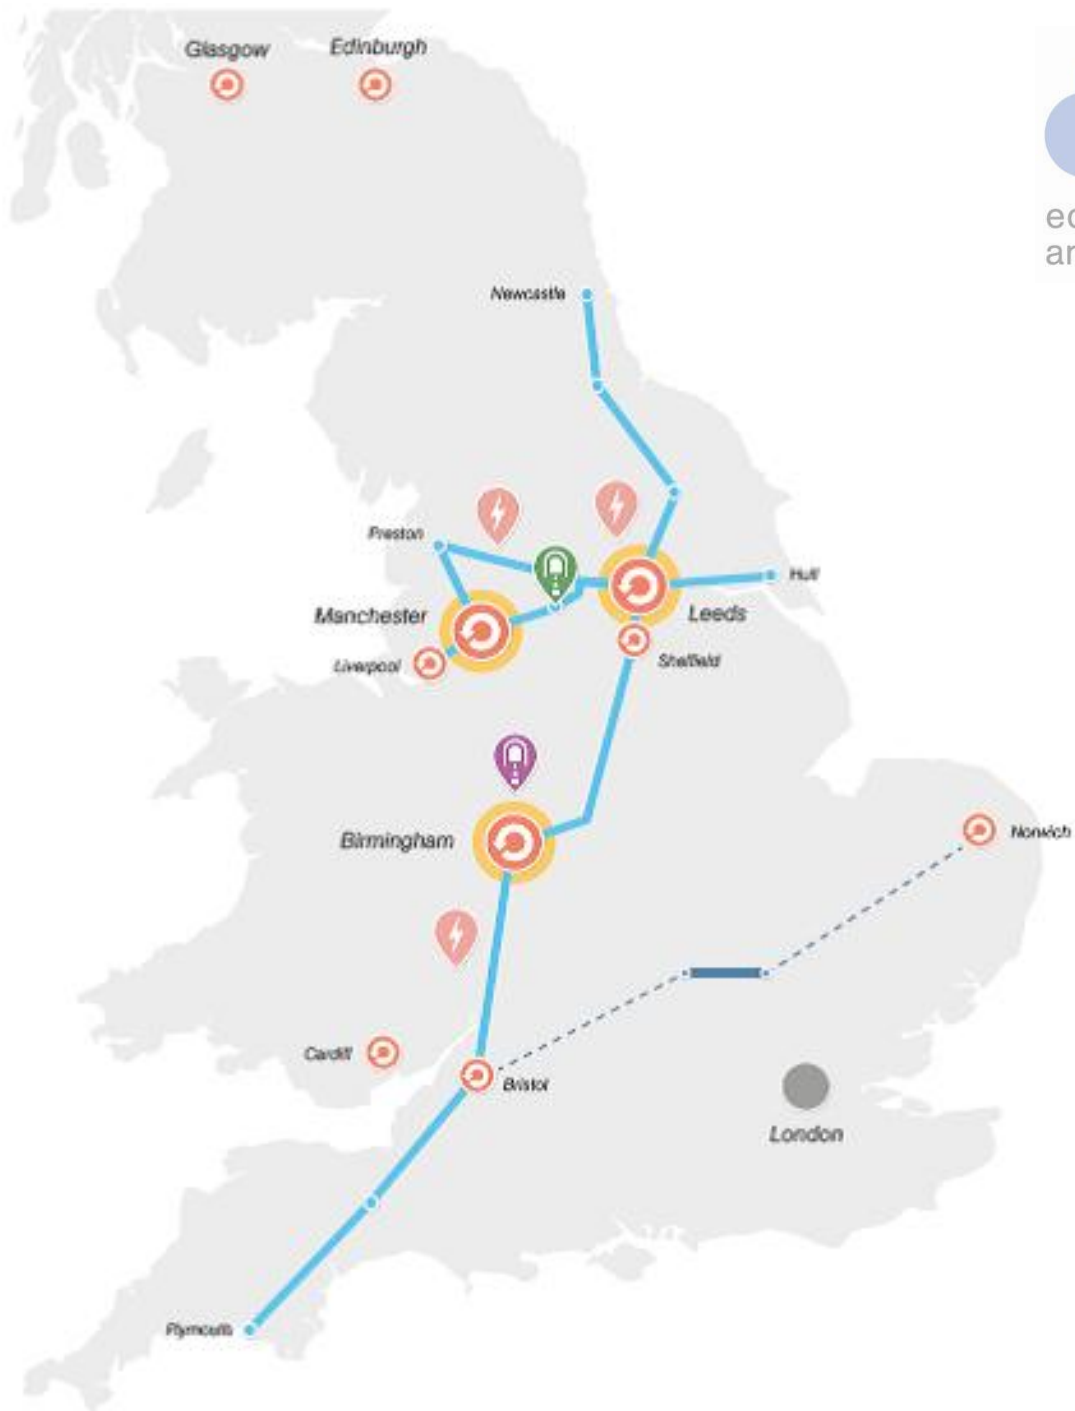 Glasgow
Edinburgh
Newcastle
Preston
Hull
Manchester
Leeds
Liverpool
Sheffield
Birmingham
Norwich
Cardiff
Bristol
London
Plymouth